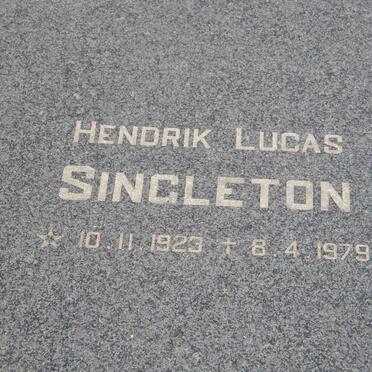 HENDRIK LUCAS
SINGLETON
☆ 10.11.1923 † 8.4.1979